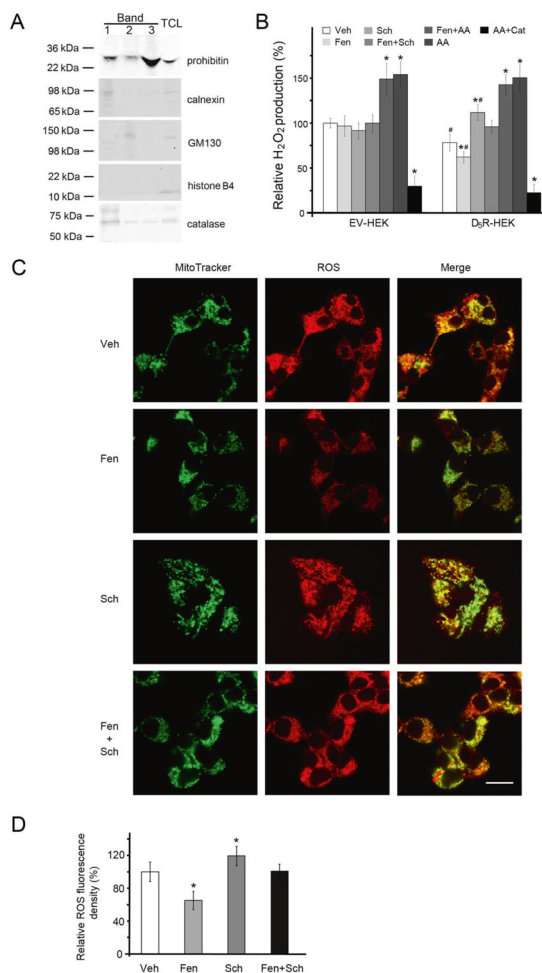 A
Band
1 2 3 TCL
36 kDa
22 kDa
prohibitin
98 kDa
65 kDa
calnexin
150 kDa
98 kDa
GM130
22 kDa
10 kDa
histone B4
75 kDa
50 kDa
catalase
B
Veh Sch Fen+AA AA+Cat
Fen Fen+Sch AA
Relative H₂O₂ production (%)
150
100
50
0
* * *
# *# *# * * *
EV-HEK D₅R-HEK
C
MitoTracker ROS Merge
Veh
Fen
Sch
Fen
+
Sch
D
Relative ROS fluorescence
density (%)
120
80
40
0
* *
Veh Fen Sch Fen+Sch